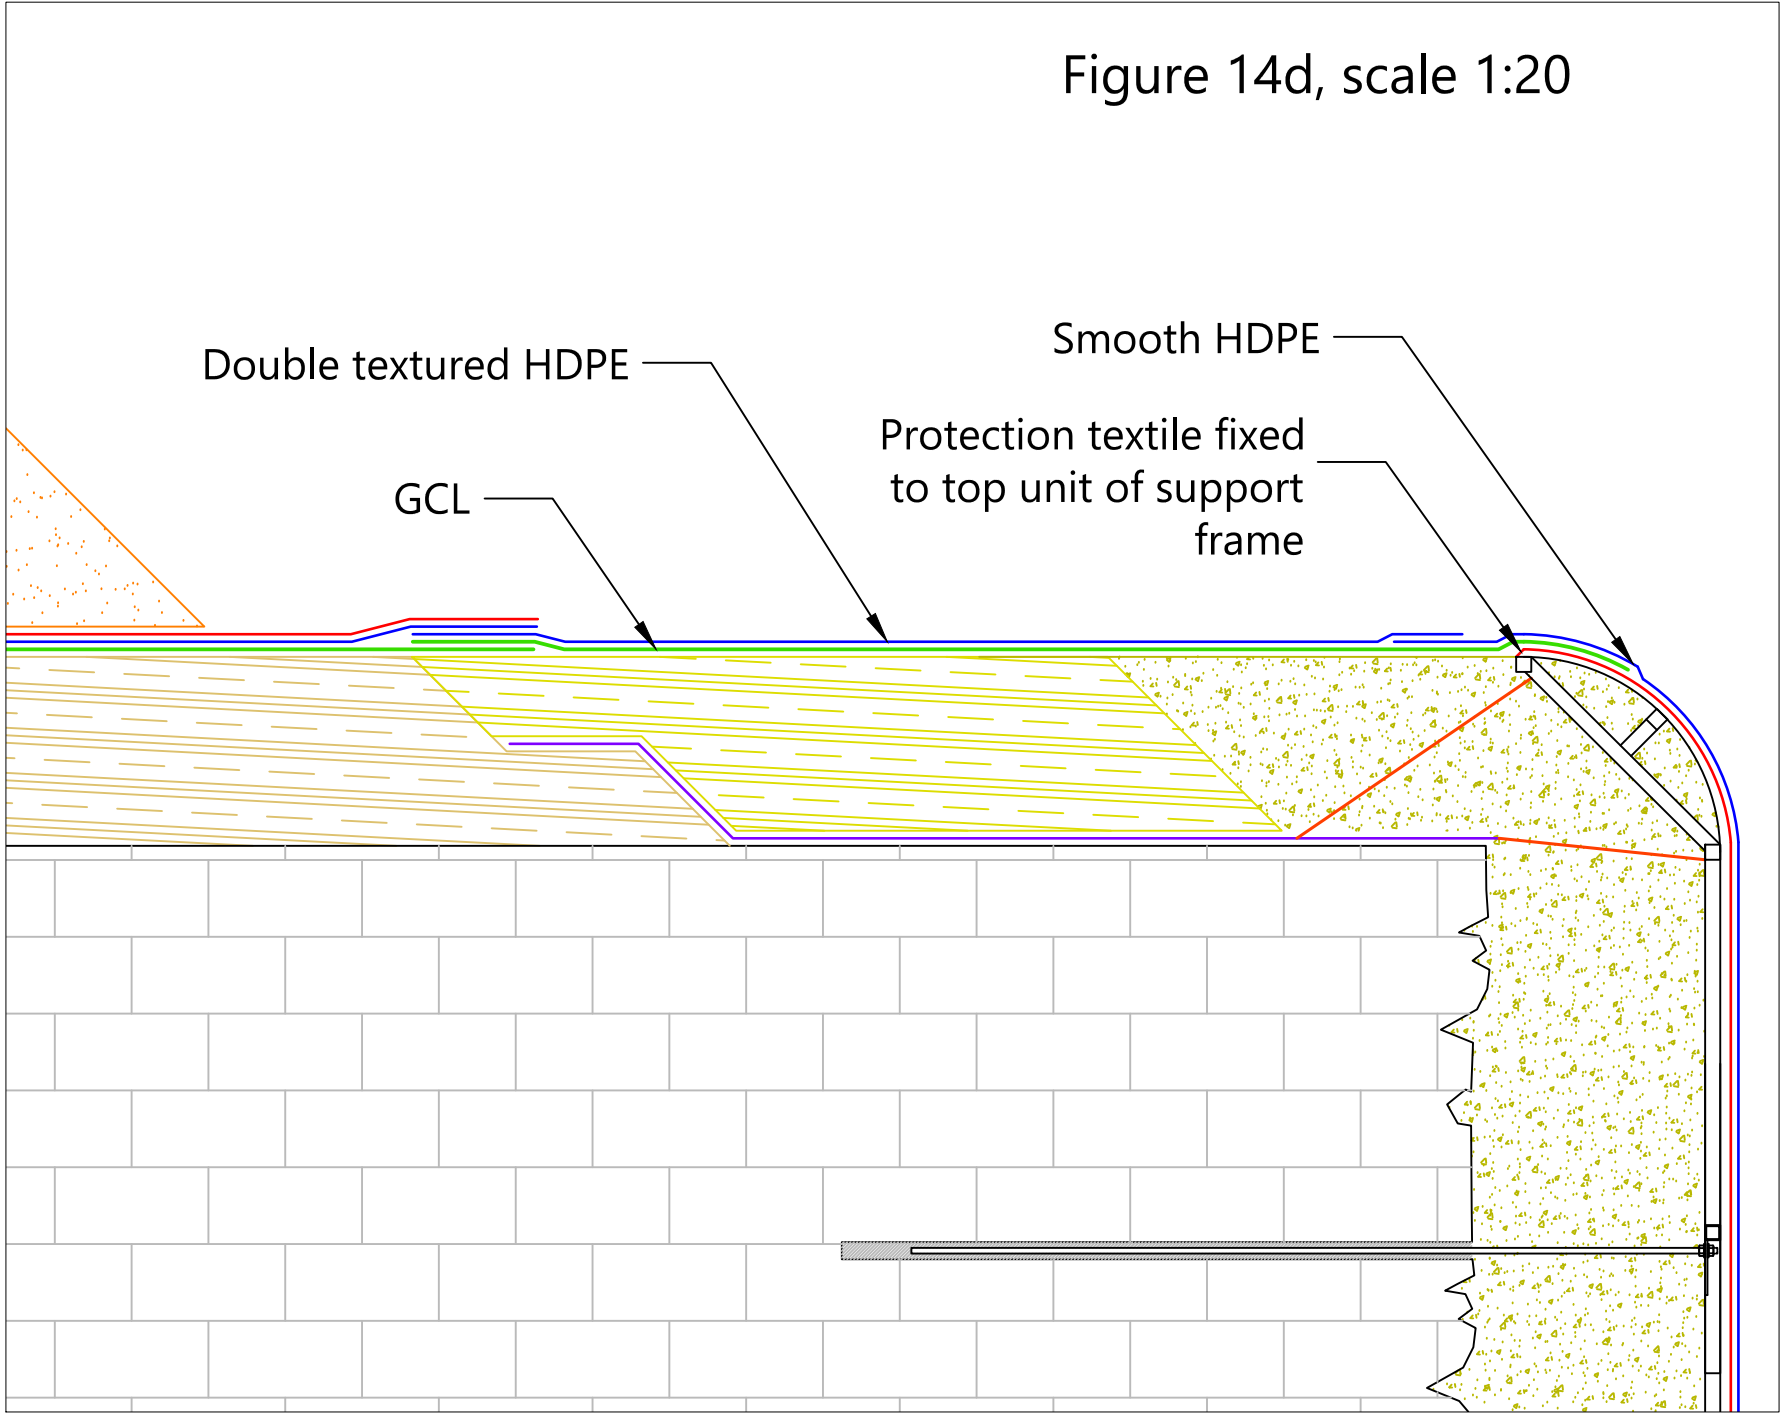 Figure 14d, scale 1:20
Smooth HDPE
Double textured HDPE
Protection textile fixed
to top unit of support
frame
GCL